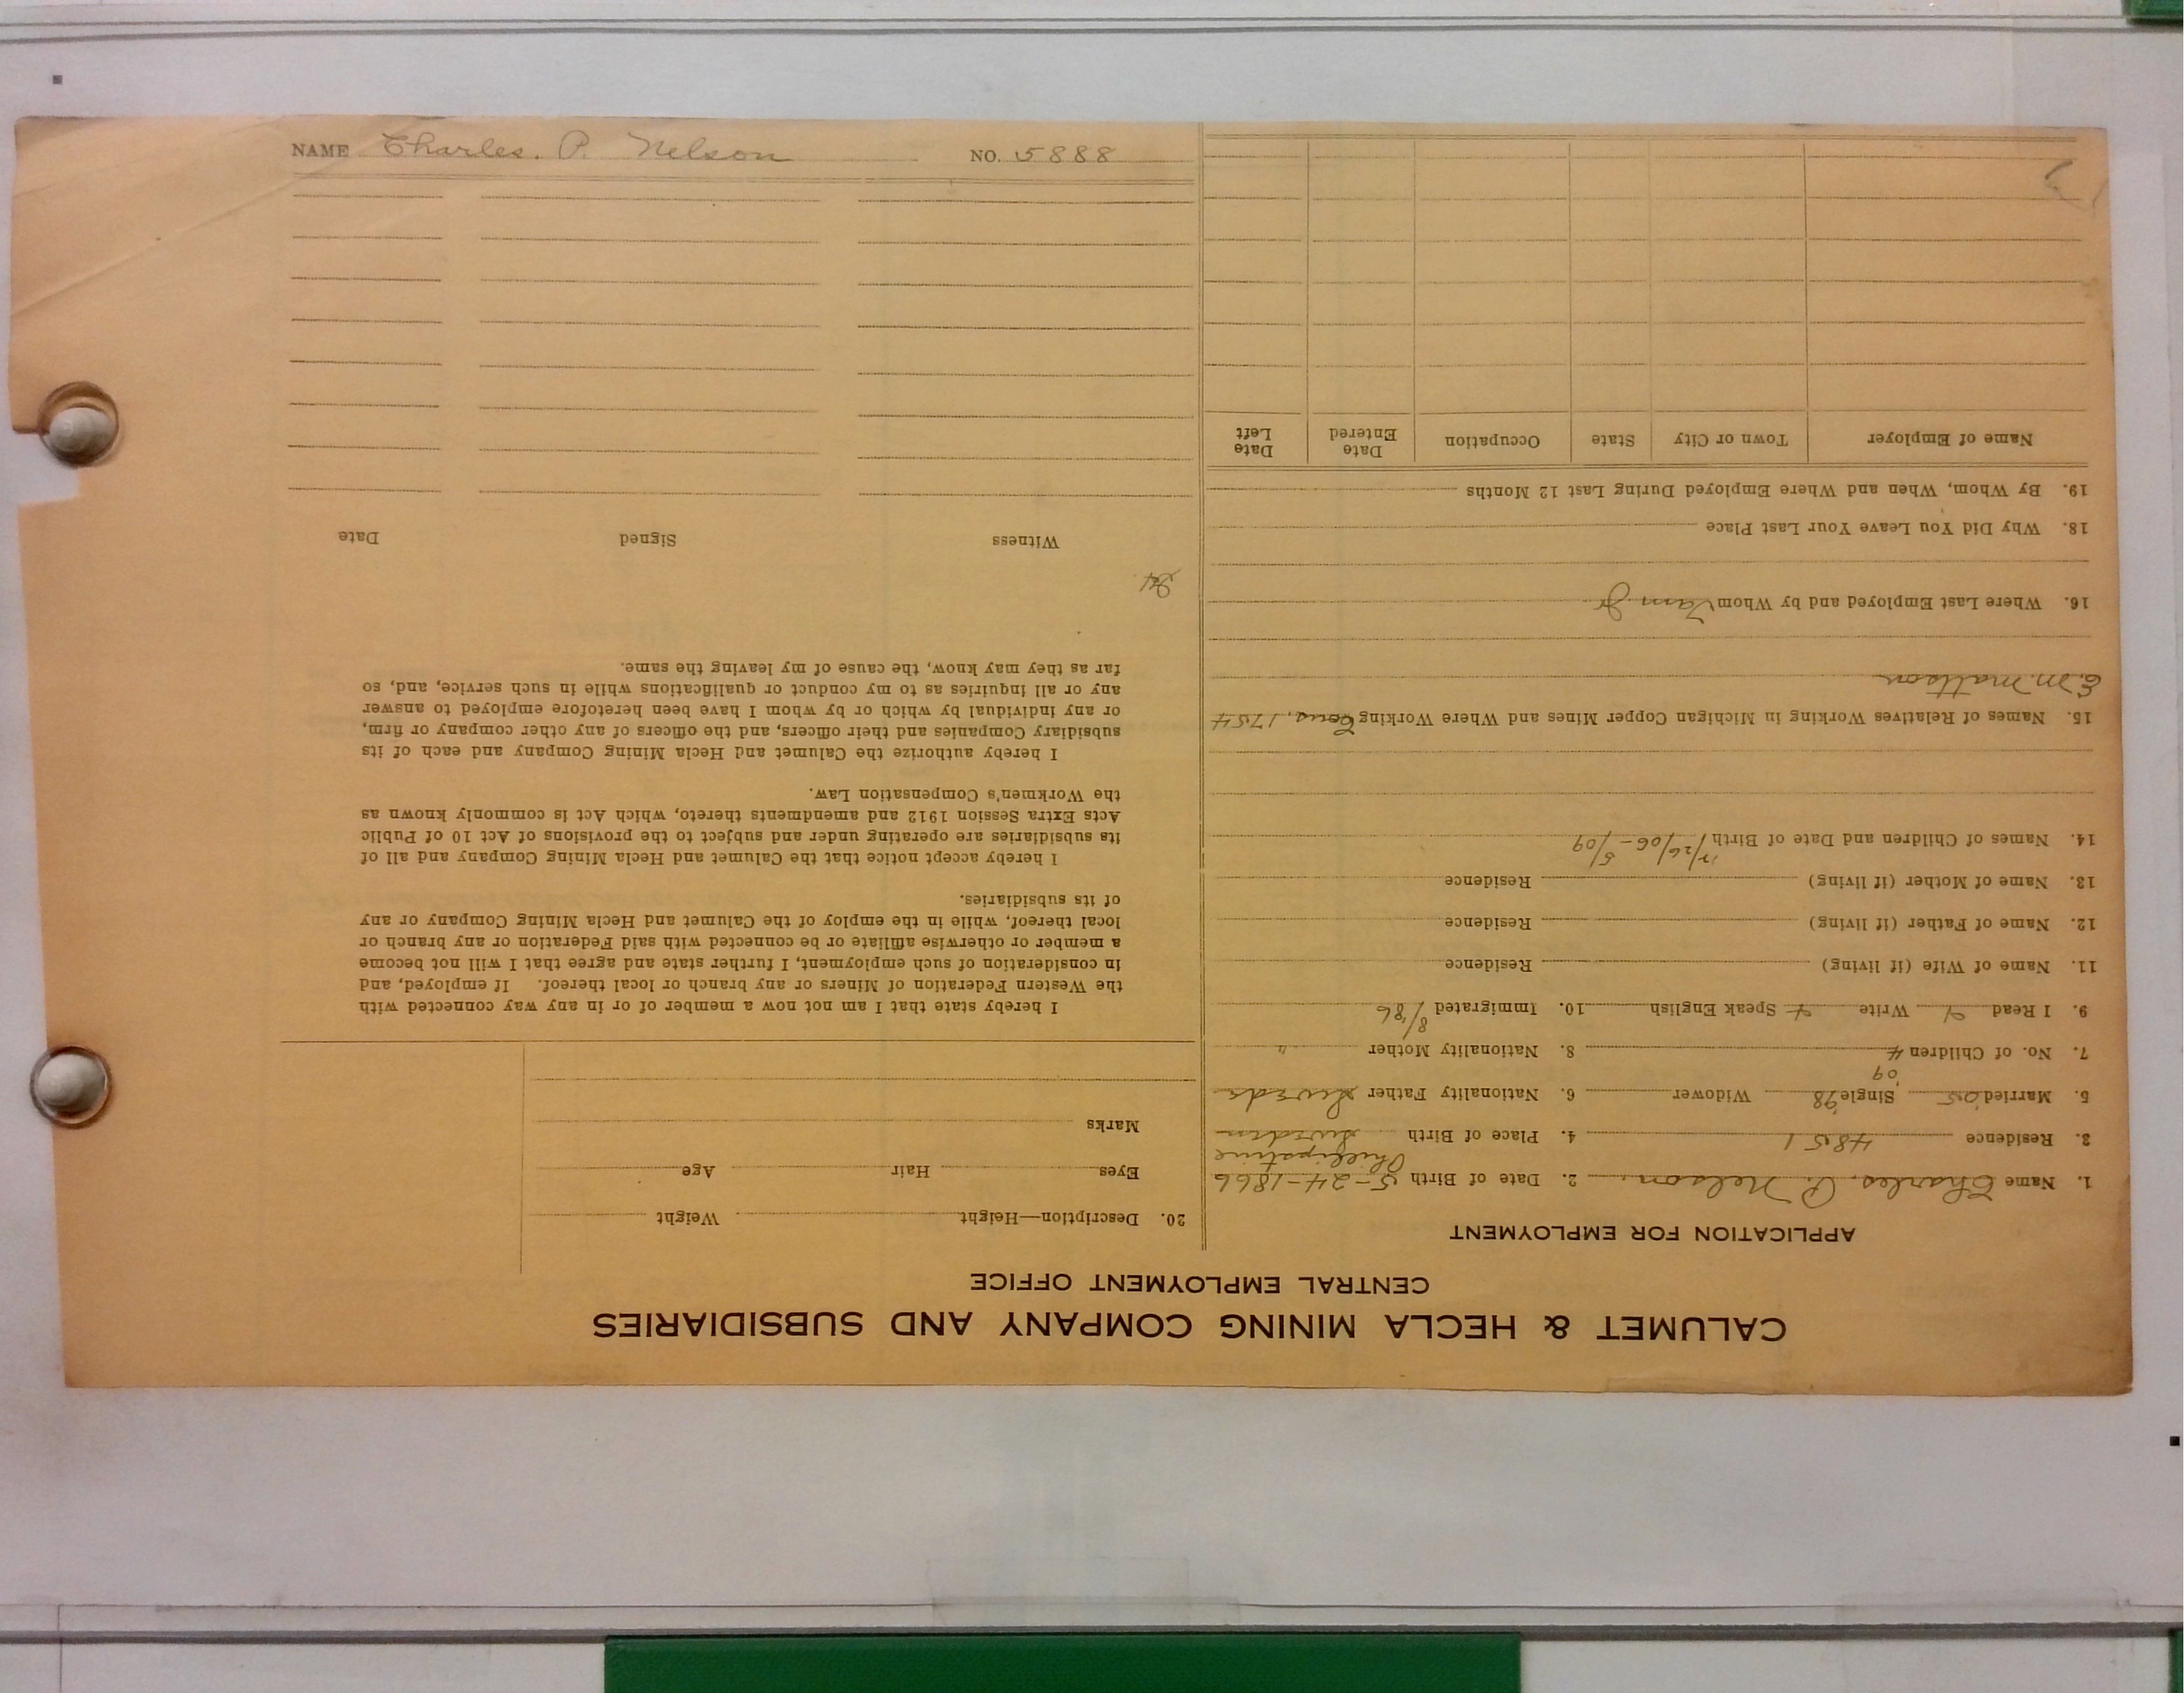 CALUMET & HECLA MINING COMPANY AND SUBSIDIARIES
CENTRAL EMPLOYMENT OFFICE
APPLICATION FOR EMPLOYMENT
1. Name Charles. P. Nelson. 2. Date of Birth 5-24-1866
Phillipstine
3. Residence 4851 4. Place of Birth Sweden
5. Married 05 Single 98 Widower 6. Nationality Father Swede
'09
7. No. of Children 4 8. Nationality Mother "
9. I Read Y Write Y Speak English 10. Immigrated 8/'86
11. Name of Wife (if living) Residence
12. Name of Father (if living) Residence
13. Name of Mother (if living) Residence
14. Names of Children and Date of Birth /26/06 - 5/09
15. Names of Relatives Working in Michigan Copper Mines and Where Working Cous, 1754
E. M. Mattson
16. Where Last Employed and by Whom Tam Jr.
18. Why Did You Leave Your Last Place
19. By Whom, When and Where Employed During Last 12 Months
Name of Employer Town or City State Occupation Date Entered Date Left
20. Description—Height Weight
Eyes Hair Age
Marks
I hereby state that I am not now a member of or in any way connected with
the Western Federation of Miners or any branch or local thereof. If employed, and
in consideration of such employment, I further state and agree that I will not become
a member or otherwise affiliate or be connected with said Federation or any branch or
local thereof, while in the employ of the Calumet and Hecla Mining Company or any
of its subsidiaries.
I hereby accept notice that the Calumet and Hecla Mining Company and all of
its subsidiaries are operating under and subject to the provisions of Act 10 of Public
Acts Extra Session 1912 and amendments thereto, which Act is commonly known as
the Workmen's Compensation Law.
I hereby authorize the Calumet and Hecla Mining Company and each of its
subsidiary Companies and their officers, and the officers of any other company or firm,
or any individual by which or by whom I have been heretofore employed to answer
any or all inquiries as to my conduct or qualifications while in such service, and, so
far as they may know, the cause of my leaving the same.
Witness Signed Date
NAME Charles. P. Nelson NO. 5888